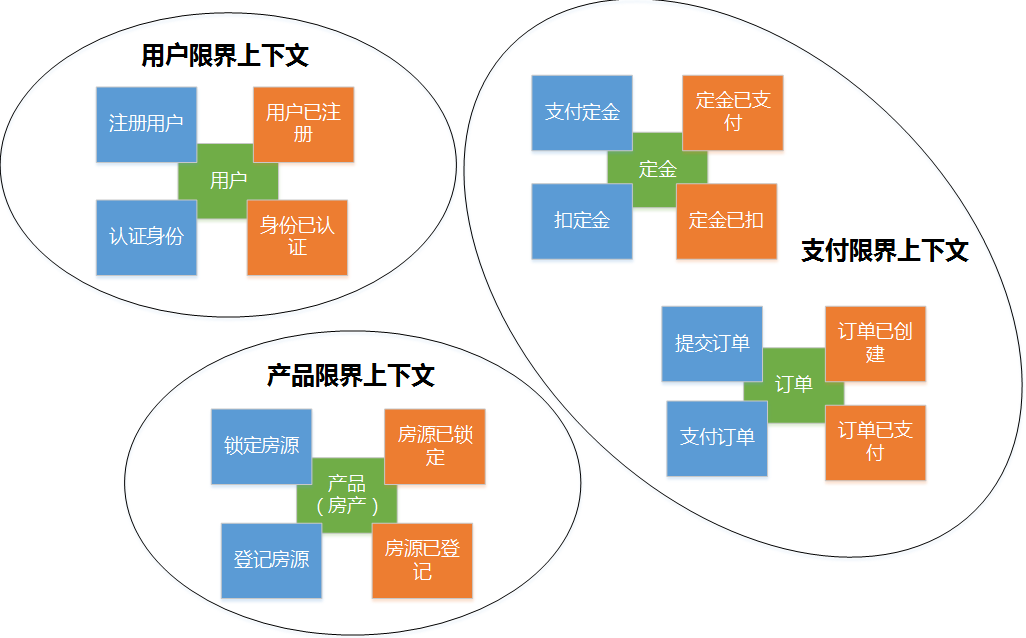 用户限界上下文
注册用户
用户已注
册
用户
认证身份
身份已认
证
支付定金
定金已支
付
定金
扣定金
定金已扣
支付限界上下文
提交订单
订单已创
建
订单
支付订单
订单已支
付
产品限界上下文
锁定房源
房源已锁
定
产品
（房产）
登记房源
房源已登
记